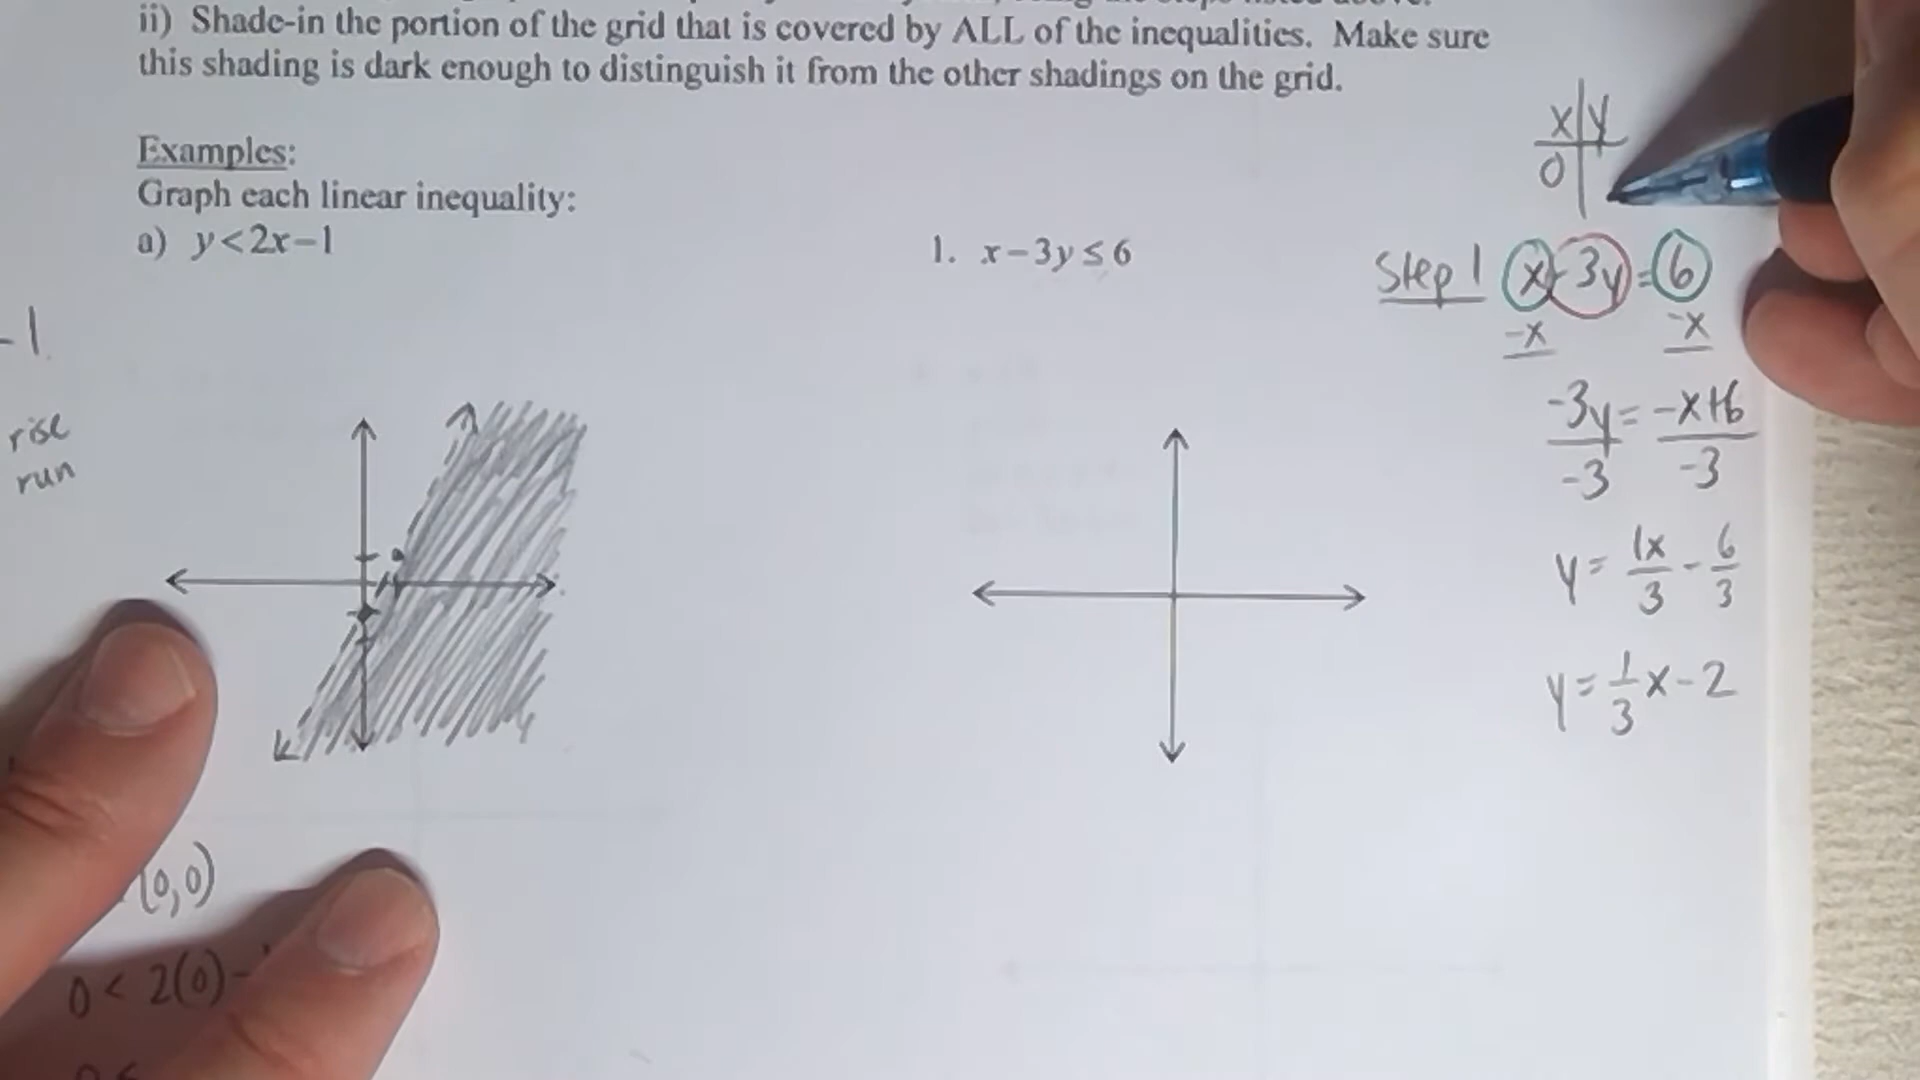 ii) Shade-in the portion of the grid that is covered by ALL of the inequalities. Make sure
this shading is dark enough to distinguish it from the other shadings on the grid.
Examples:
Graph each linear inequality:
a) y<2x-1
-1
rise
run
(0,0)
0 < 2(0)-
0 <
1. x-3y≤6
x|y
0|
Step 1 x-3y=6
-x -x
-3y = -x+6
-3 -3
y = 1x/3 - 6/3
y = 1/3 x - 2